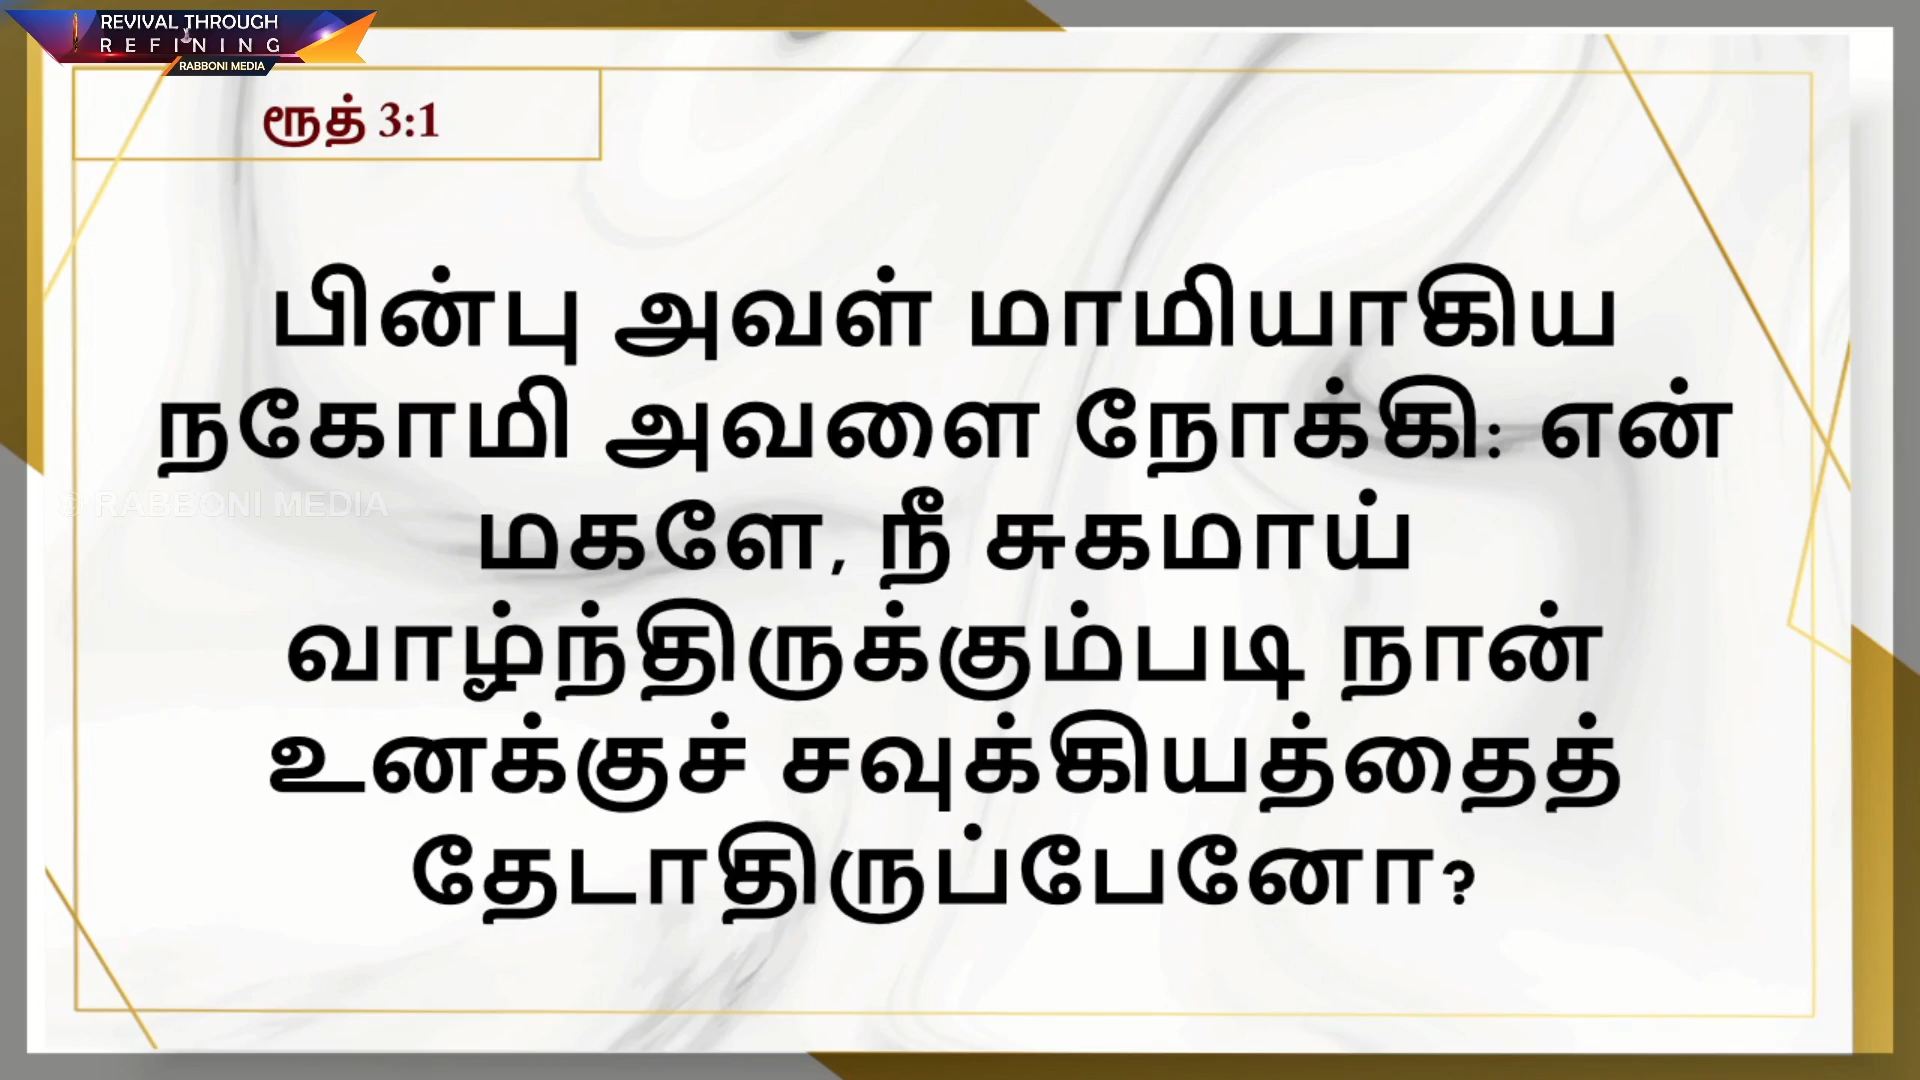 REVIVAL THROUGH
REFINING
RABBONI MEDIA
ரூத் 3:1
பின்பு அவள் மாமியாகிய
நகோமி அவளை நோக்கி: என்
மகளே, நீ சுகமாய்
வாழ்ந்திருக்கும்படி நான்
உனக்குச் சவுக்கியத்தைத்
தேடாதிருப்பேனோ?
© RABBONI MEDIA